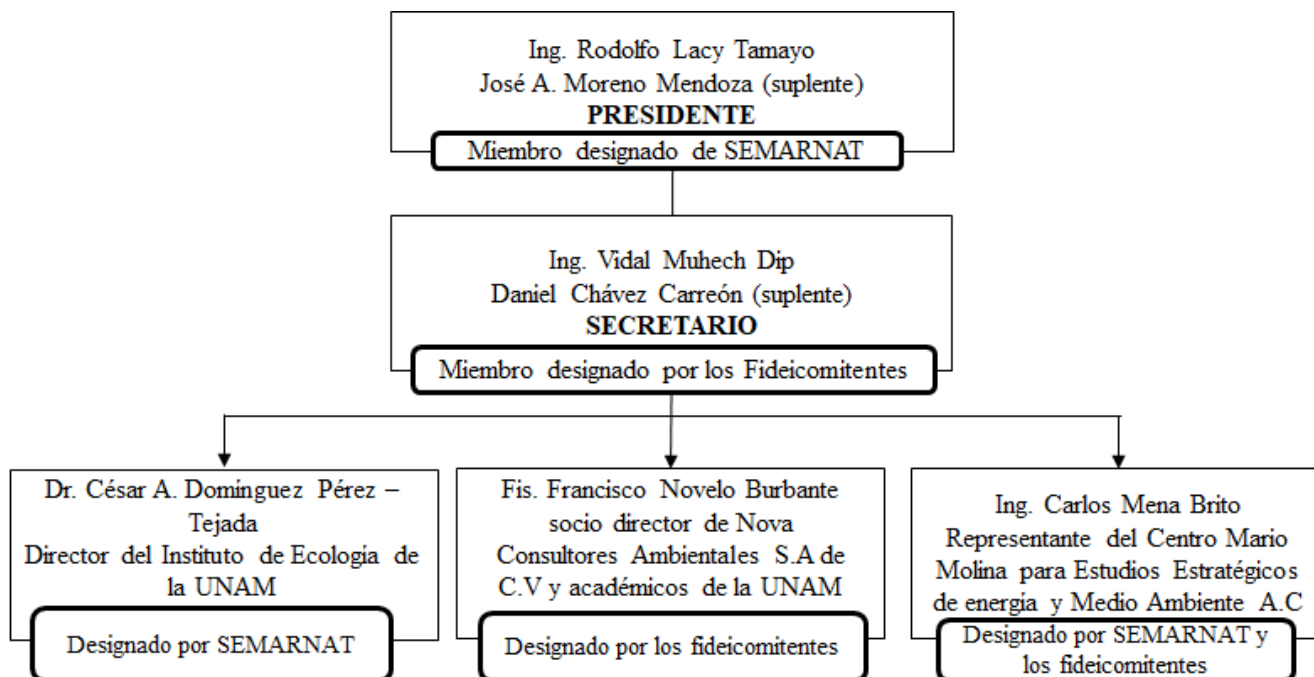 Ing. Rodolfo Lacy Tamayo
José A. Moreno Mendoza (suplente)
PRESIDENTE
Miembro designado de SEMARNAT
Ing. Vidal Muhech Dip
Daniel Chávez Carreón (suplente)
SECRETARIO
Miembro designado por los Fideicomitentes
Dr. César A. Domínguez Pérez –
Tejada
Director del Instituto de Ecologia de
la UNAM
Designado por SEMARNAT
Fis. Francisco Novelo Burbante
socio director de Nova
Consultores Ambientales S.A de
C.V y académicos de la UNAM
Designado por los fideicomitentes
Ing. Carlos Mena Brito
Representante del Centro Mario
Molina para Estudios Estratégicos
de energía y Medio Ambiente A.C
Designado por SEMARNAT y
los fideicomitentes